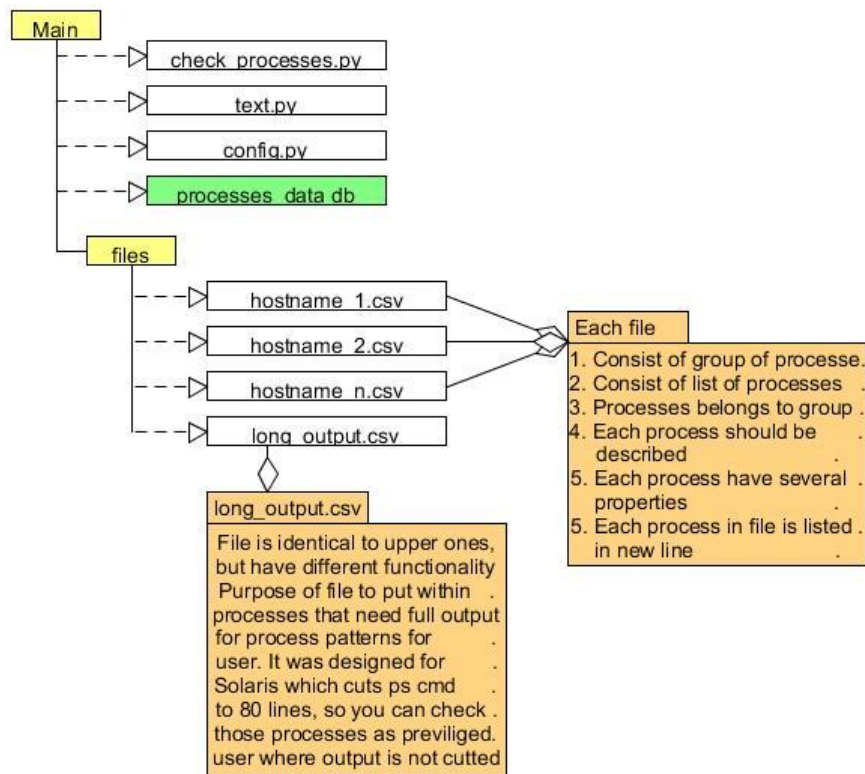 Main
check_processes.py
text.py
config.py
processes_data db
files
hostname_1.csv
hostname_2.csv
hostname_n.csv
long_output.csv
Each file
1. Consist of group of processe.
2. Consist of list of processes .
3. Processes belongs to group .
4. Each process should be .
described .
5. Each process have several .
properties .
5. Each process in file is listed .
in new line .
long_output.csv
File is identical to upper ones,
but have different functionality
Purpose of file to put within .
processes that need full output
for process patterns for .
user. It was designed for .
Solaris which cuts ps cmd .
to 80 lines, so you can check .
those processes as previliged.
user where output is not cutted